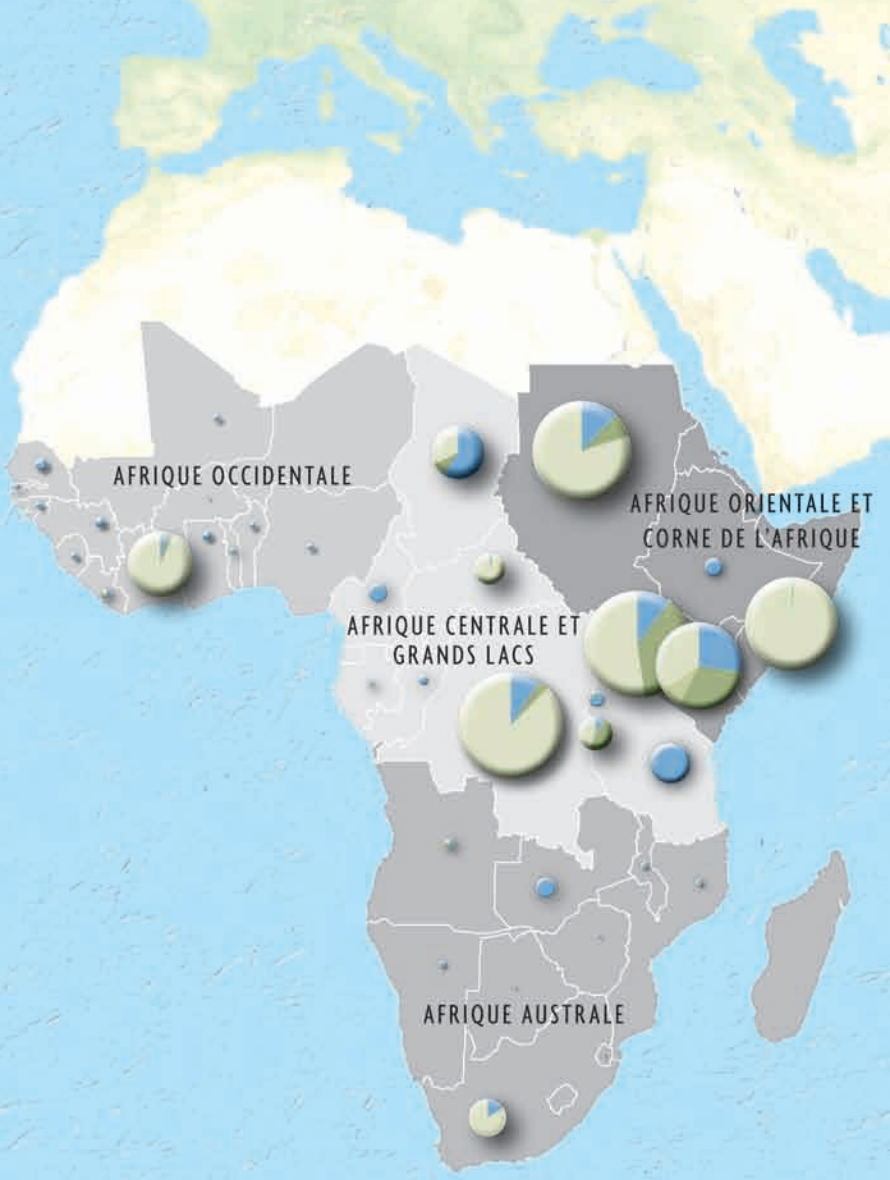 AFRIQUE OCCIDENTALE
AFRIQUE ORIENTALE ET
CORNE DE L'AFRIQUE
AFRIQUE CENTRALE ET
GRANDS LACS
AFRIQUE AUSTRALE